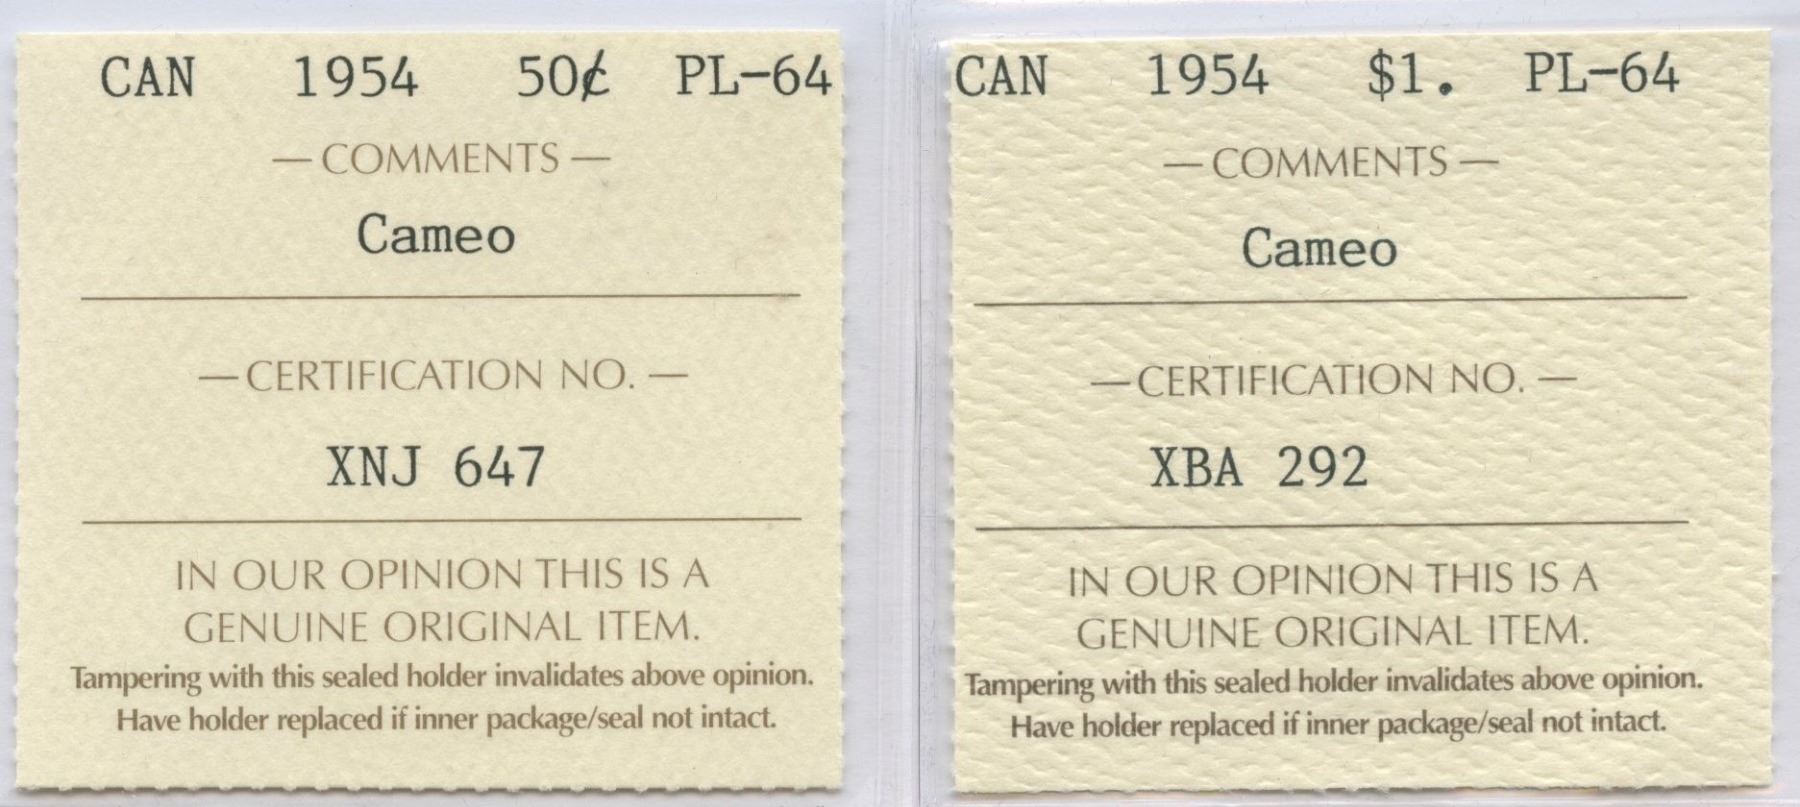 CAN 1954 50¢ PL-64
— COMMENTS —
Cameo
— CERTIFICATION NO. —
XNJ 647
IN OUR OPINION THIS IS A
GENUINE ORIGINAL ITEM.
Tampering with this sealed holder invalidates above opinion.
Have holder replaced if inner package/seal not intact.
CAN 1954 $1. PL-64
— COMMENTS —
Cameo
— CERTIFICATION NO. —
XBA 292
IN OUR OPINION THIS IS A
GENUINE ORIGINAL ITEM.
Tampering with this sealed holder invalidates above opinion.
Have holder replaced if inner package/seal not intact.